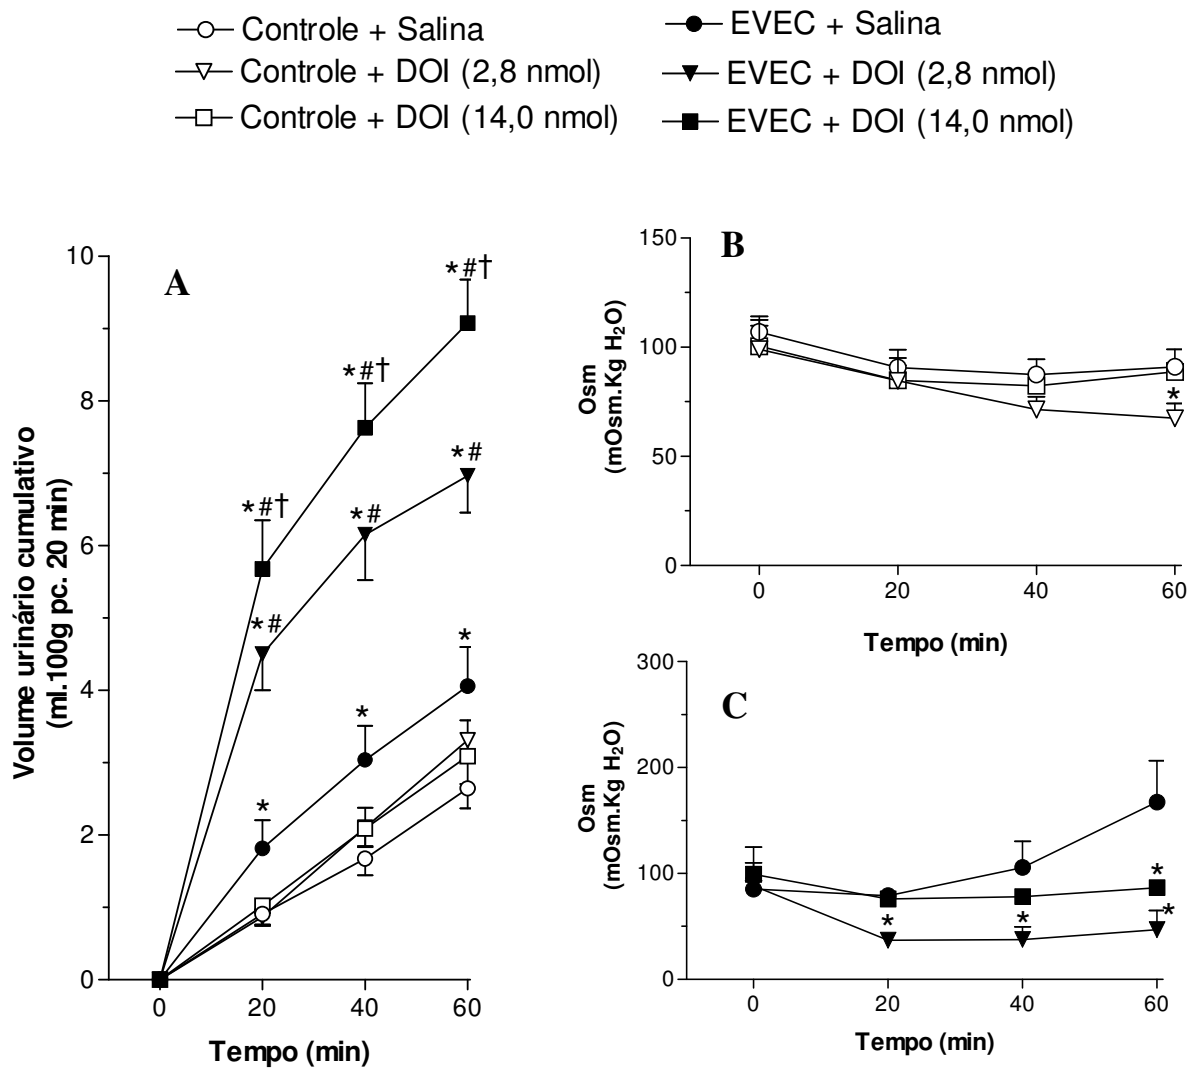 Controle + Salina
EVEC + Salina
Controle + DOI (2,8 nmol)
EVEC + DOI (2,8 nmol)
Controle + DOI (14,0 nmol)
EVEC + DOI (14,0 nmol)
A
Volume urinário cumulativo
(ml.100g pc. 20 min)
10
8
6
4
2
0
*#†
*#†
*#†
*#
*#
*#
*
*
*
0 20 40 60
Tempo (min)
B
Osm
(mOsm.Kg H₂O)
150
100
50
0
*
0 20 40 60
Tempo (min)
C
Osm
(mOsm.Kg H₂O)
300
200
100
0
*
*
*
*
0 20 40 60
Tempo (min)